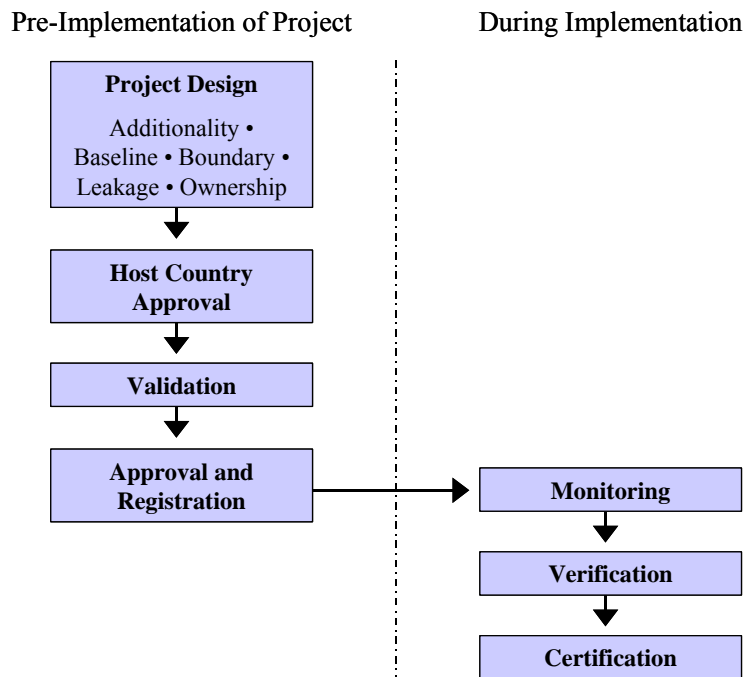 Pre-Implementation of Project
During Implementation
Project Design
Additionality •
Baseline • Boundary •
Leakage • Ownership
Host Country
Approval
Validation
Approval and
Registration
Monitoring
Verification
Certification